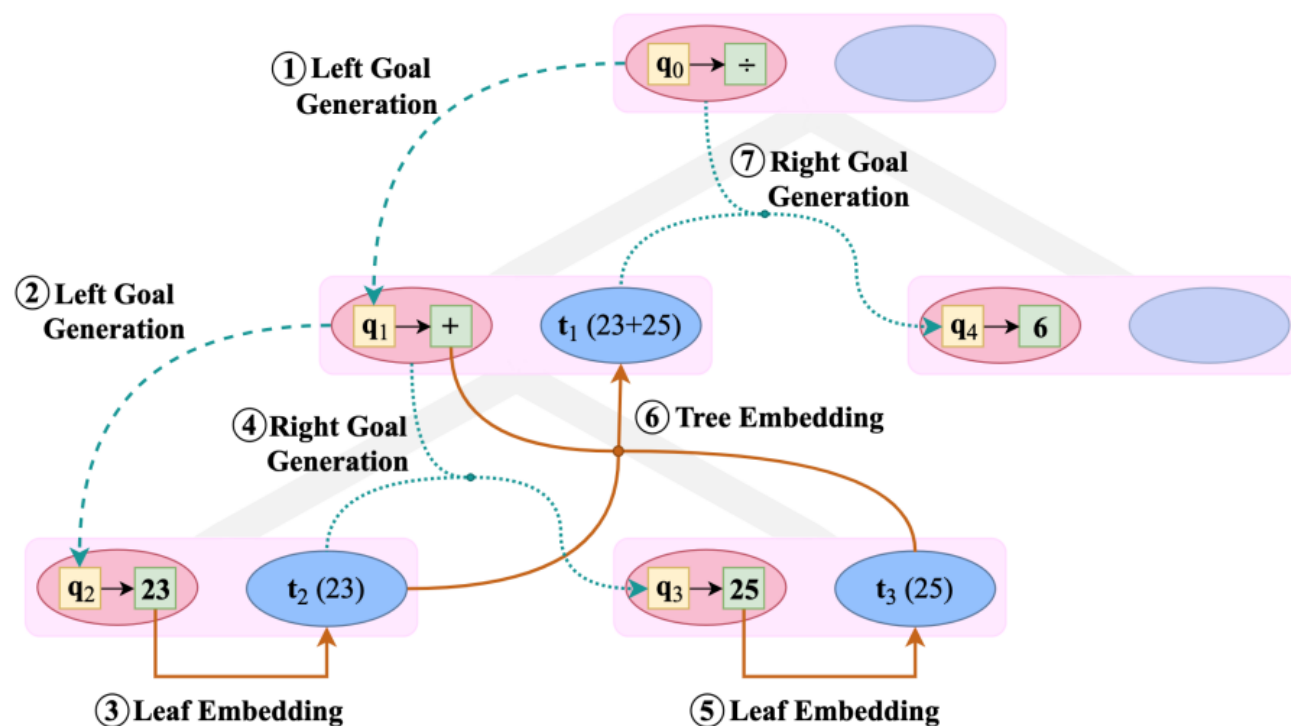 ① Left Goal
Generation
q₀ → ÷
⑦ Right Goal
Generation
② Left Goal
Generation
q₁ → +
t₁ (23+25)
q₄ → 6
④ Right Goal
Generation
⑥ Tree Embedding
q₂ → 23
t₂ (23)
q₃ → 25
t₃ (25)
③ Leaf Embedding
⑤ Leaf Embedding